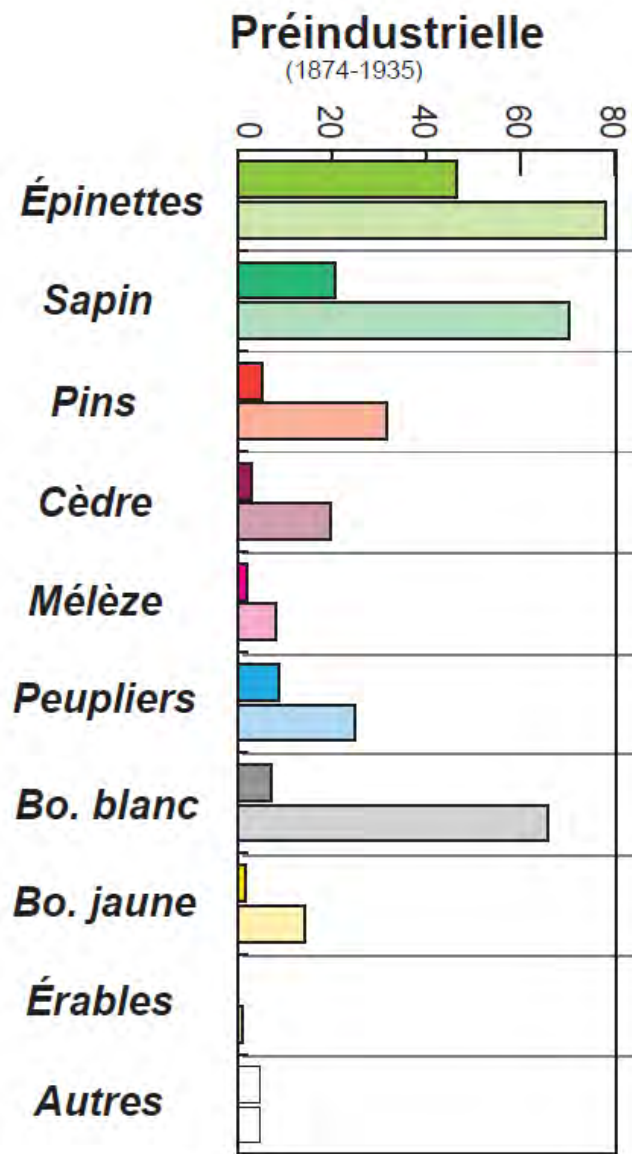 Préindustrielle
(1874-1935)
0 20 40 60 80
Épinettes
Sapin
Pins
Cèdre
Mélèze
Peupliers
Bo. blanc
Bo. jaune
Érables
Autres